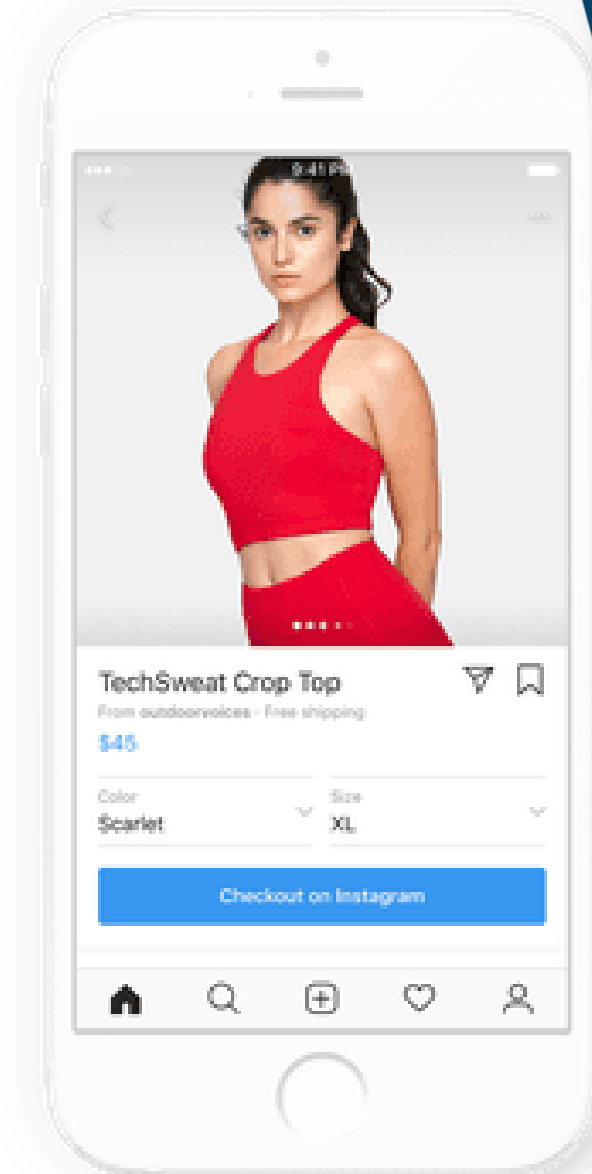 9:41 PM
TechSweat Crop Top
From outdoorvoices · Free shipping
$45
Color
Size
Scarlet
XL
Checkout on Instagram